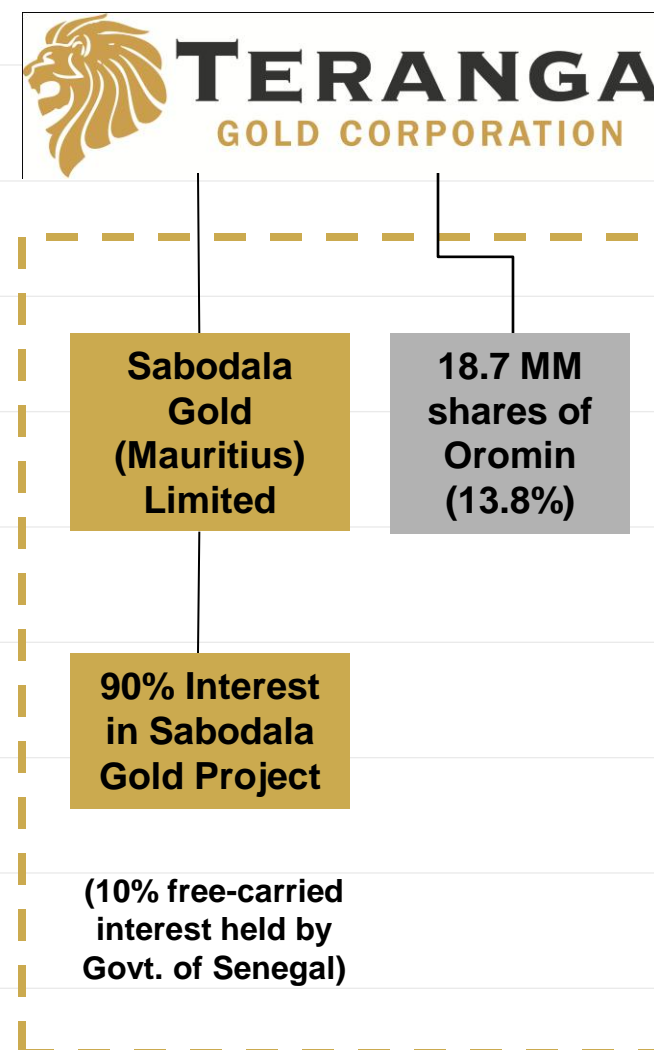 TERANGA
GOLD CORPORATION
Sabodala
Gold
(Mauritius)
Limited
18.7 MM
shares of
Oromin
(13.8%)
90% Interest
in Sabodala
Gold Project
(10% free-carried
interest held by
Govt. of Senegal)